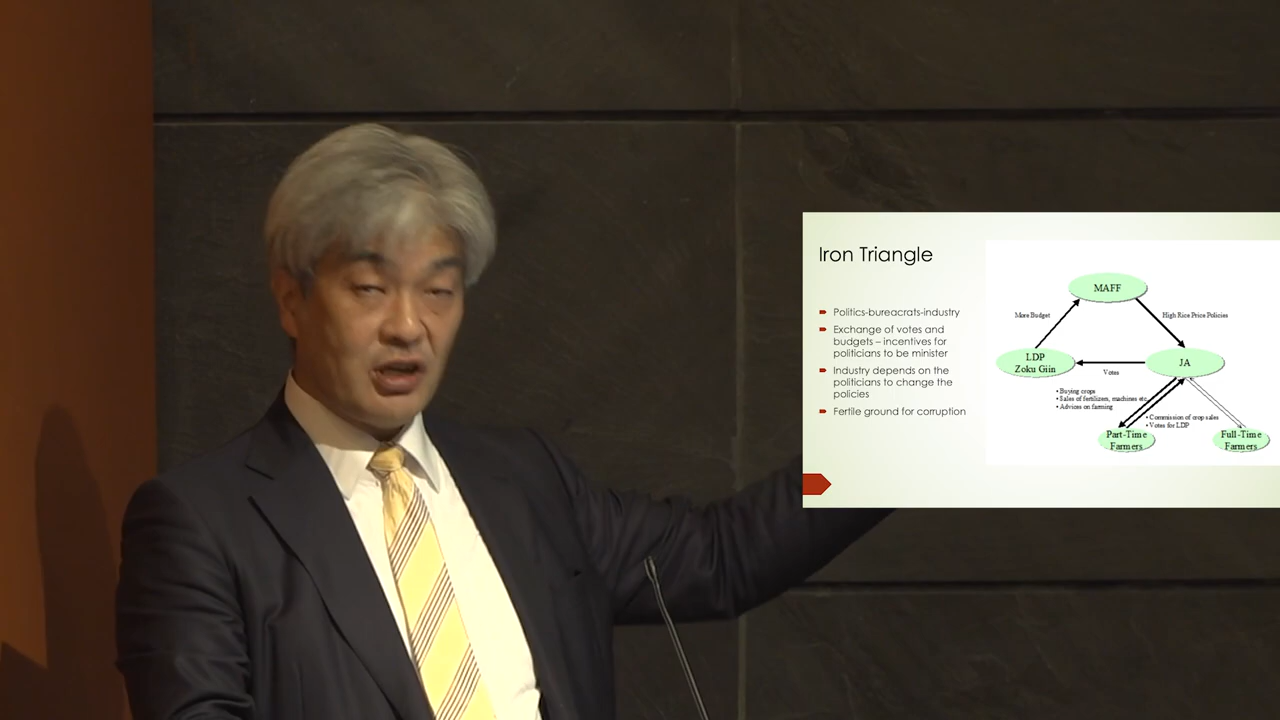 Iron Triangle
Politics-bureacrats-industry
Exchange of votes and
budgets – incentives for
politicians to be minister
Industry depends on the
politicians to change the
policies
Fertile ground for corruption
MAFF
More Budget
High Rice Price Policies
LDP
Zoku Giin
JA
Votes
• Buying crops
• Sales of fertilizers, machines etc.
• Advices on farming
• Commission of crop sales
• Votes for LDP
Part-Time
Farmers
Full-Time
Farmers